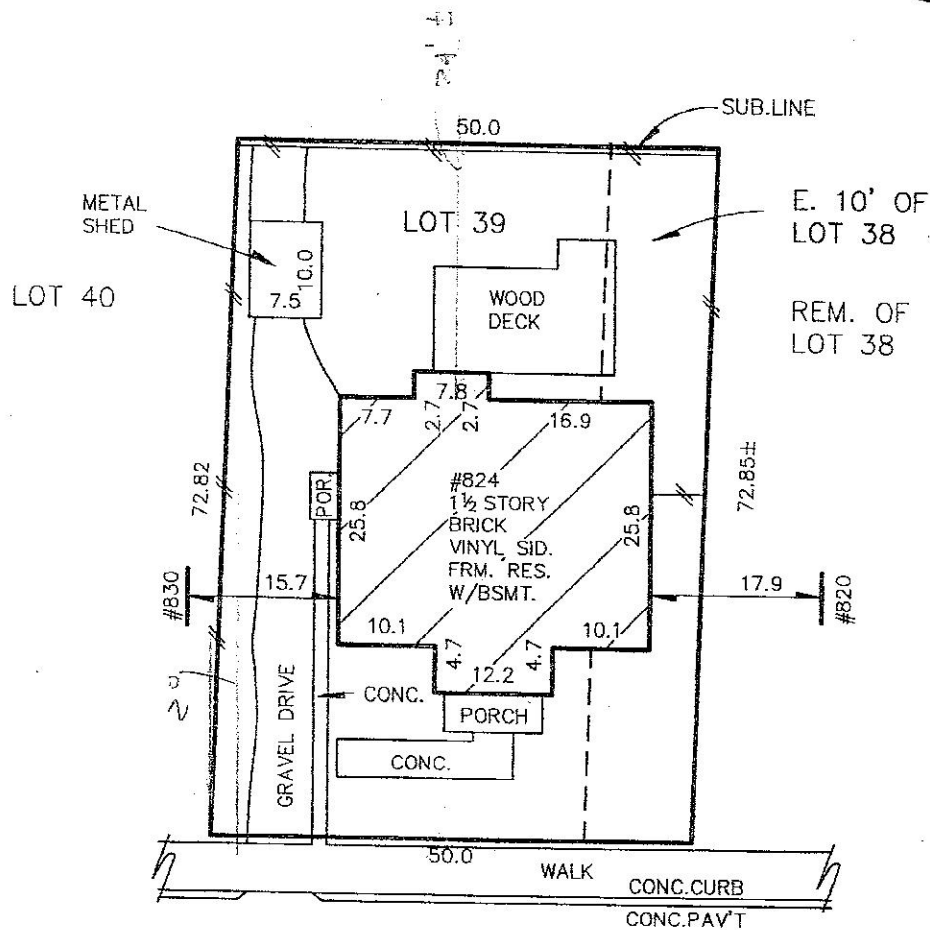 SUB.LINE
50.0
METAL
SHED
LOT 39
E. 10' OF
LOT 38
LOT 40
10.0
7.5
WOOD
DECK
REM. OF
LOT 38
7.8
7.7
2.7
2.7
16.9
72.82
72.85±
POR.
25.8
#824
1½ STORY
BRICK
VINYL SID.
FRM. RES.
W/BSMT.
25.8
#830
15.7
17.9
#820
10.1
4.7
4.7
10.1
12.2
20
GRAVEL DRIVE
CONC.
PORCH
CONC.
50.0
WALK
CONC.CURB
CONC.PAV'T